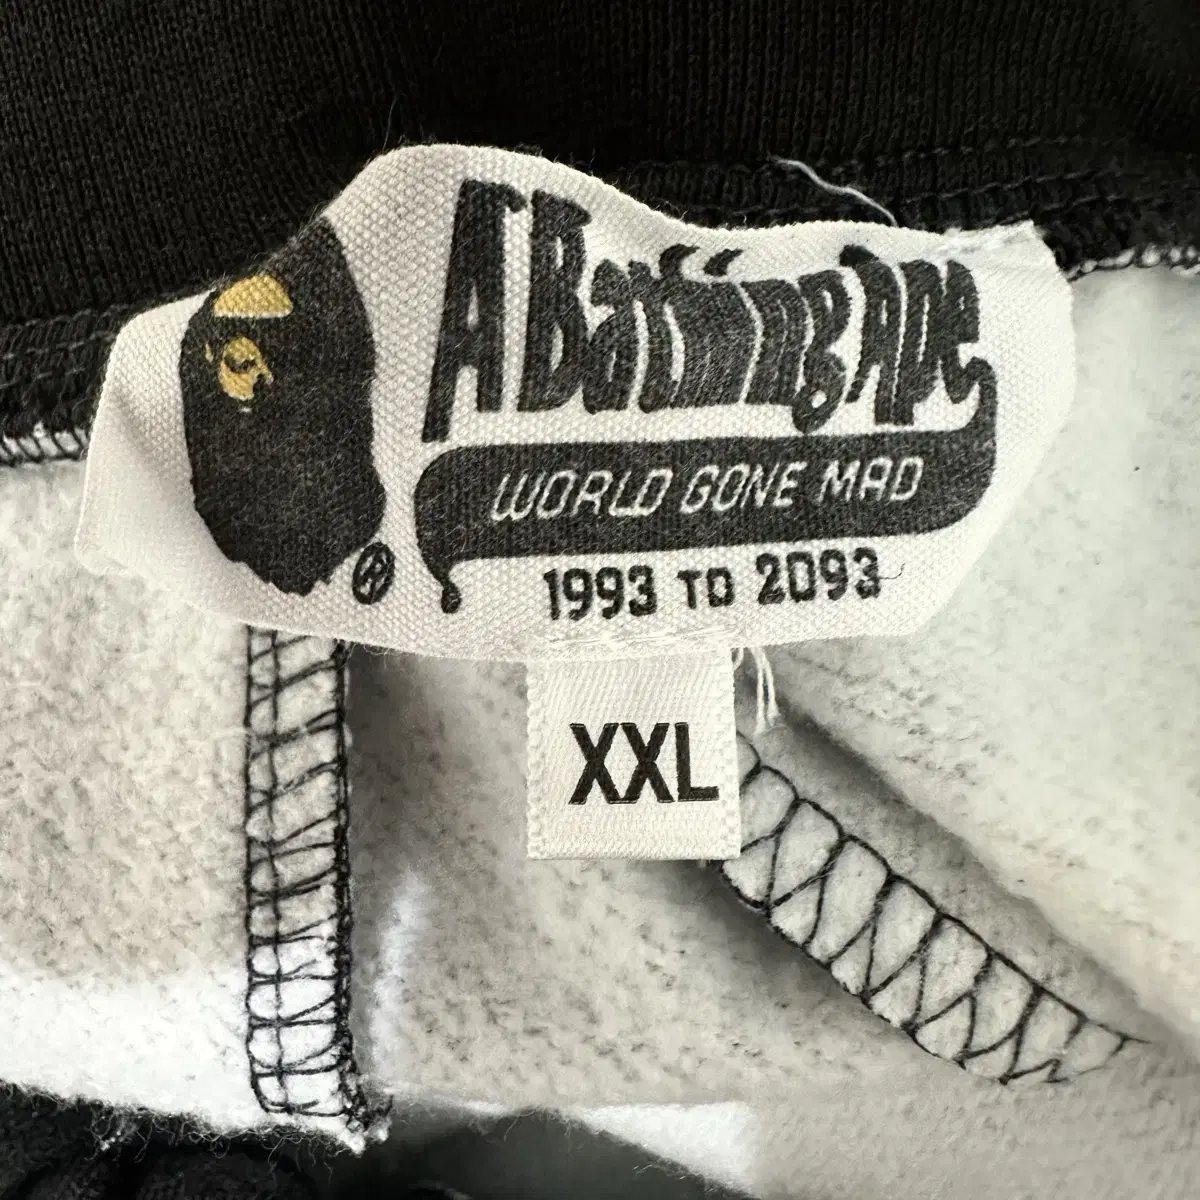 A Bathing Ape
WORLD GONE MAD
®
1993 TO 2093
XXL